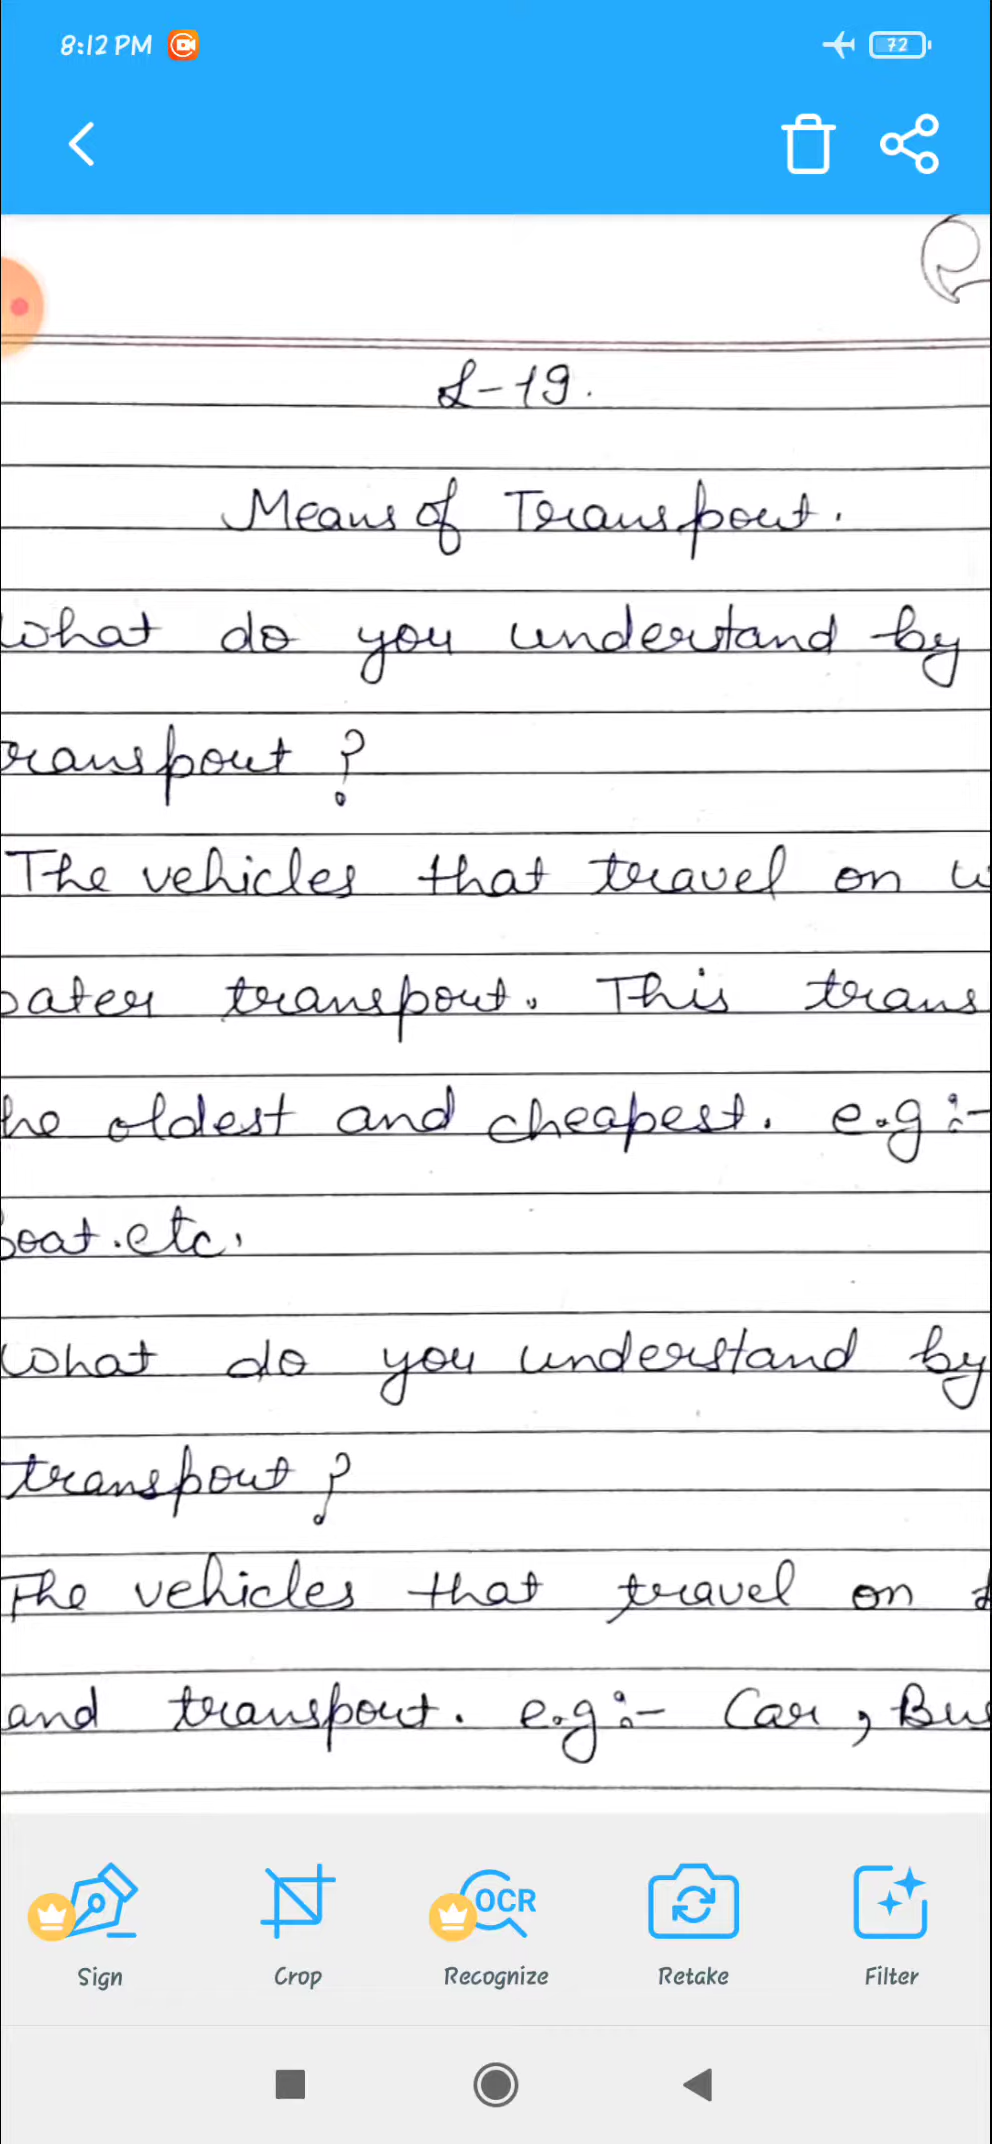 8:12 PM 72
L-19.
Means of Transport.
What do you understand by
ransport ?
The vehicles that travel on w
ater transport. This trans
he oldest and cheapest. e.g :-
boat. etc.
What do you understand by
transport ?
The vehicles that travel on
and transport. e.g :- Car, Bus
OCR
Sign Crop Recognize Retake Filter